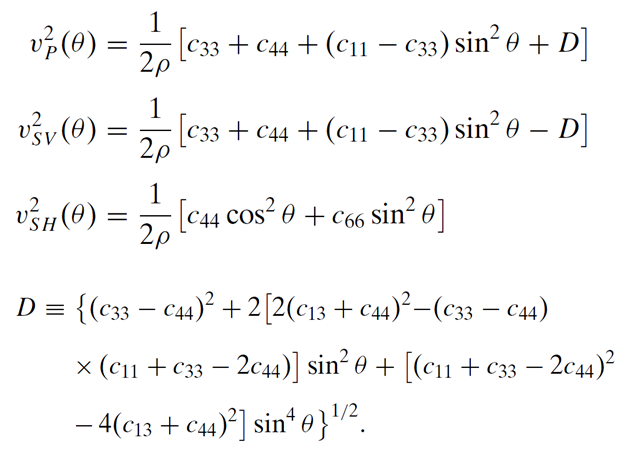 v_P^2(θ) = 1/2ρ [c_33 + c_44 + (c_11 − c_33) sin^2 θ + D]
v_SV^2(θ) = 1/2ρ [c_33 + c_44 + (c_11 − c_33) sin^2 θ − D]
v_SH^2(θ) = 1/2ρ [c_44 cos^2 θ + c_66 sin^2 θ]
D ≡ {(c_33 − c_44)^2 + 2[2(c_13 + c_44)^2−(c_33 − c_44)
× (c_11 + c_33 − 2c_44)] sin^2 θ + [(c_11 + c_33 − 2c_44)^2
− 4(c_13 + c_44)^2] sin^4 θ}^1/2.